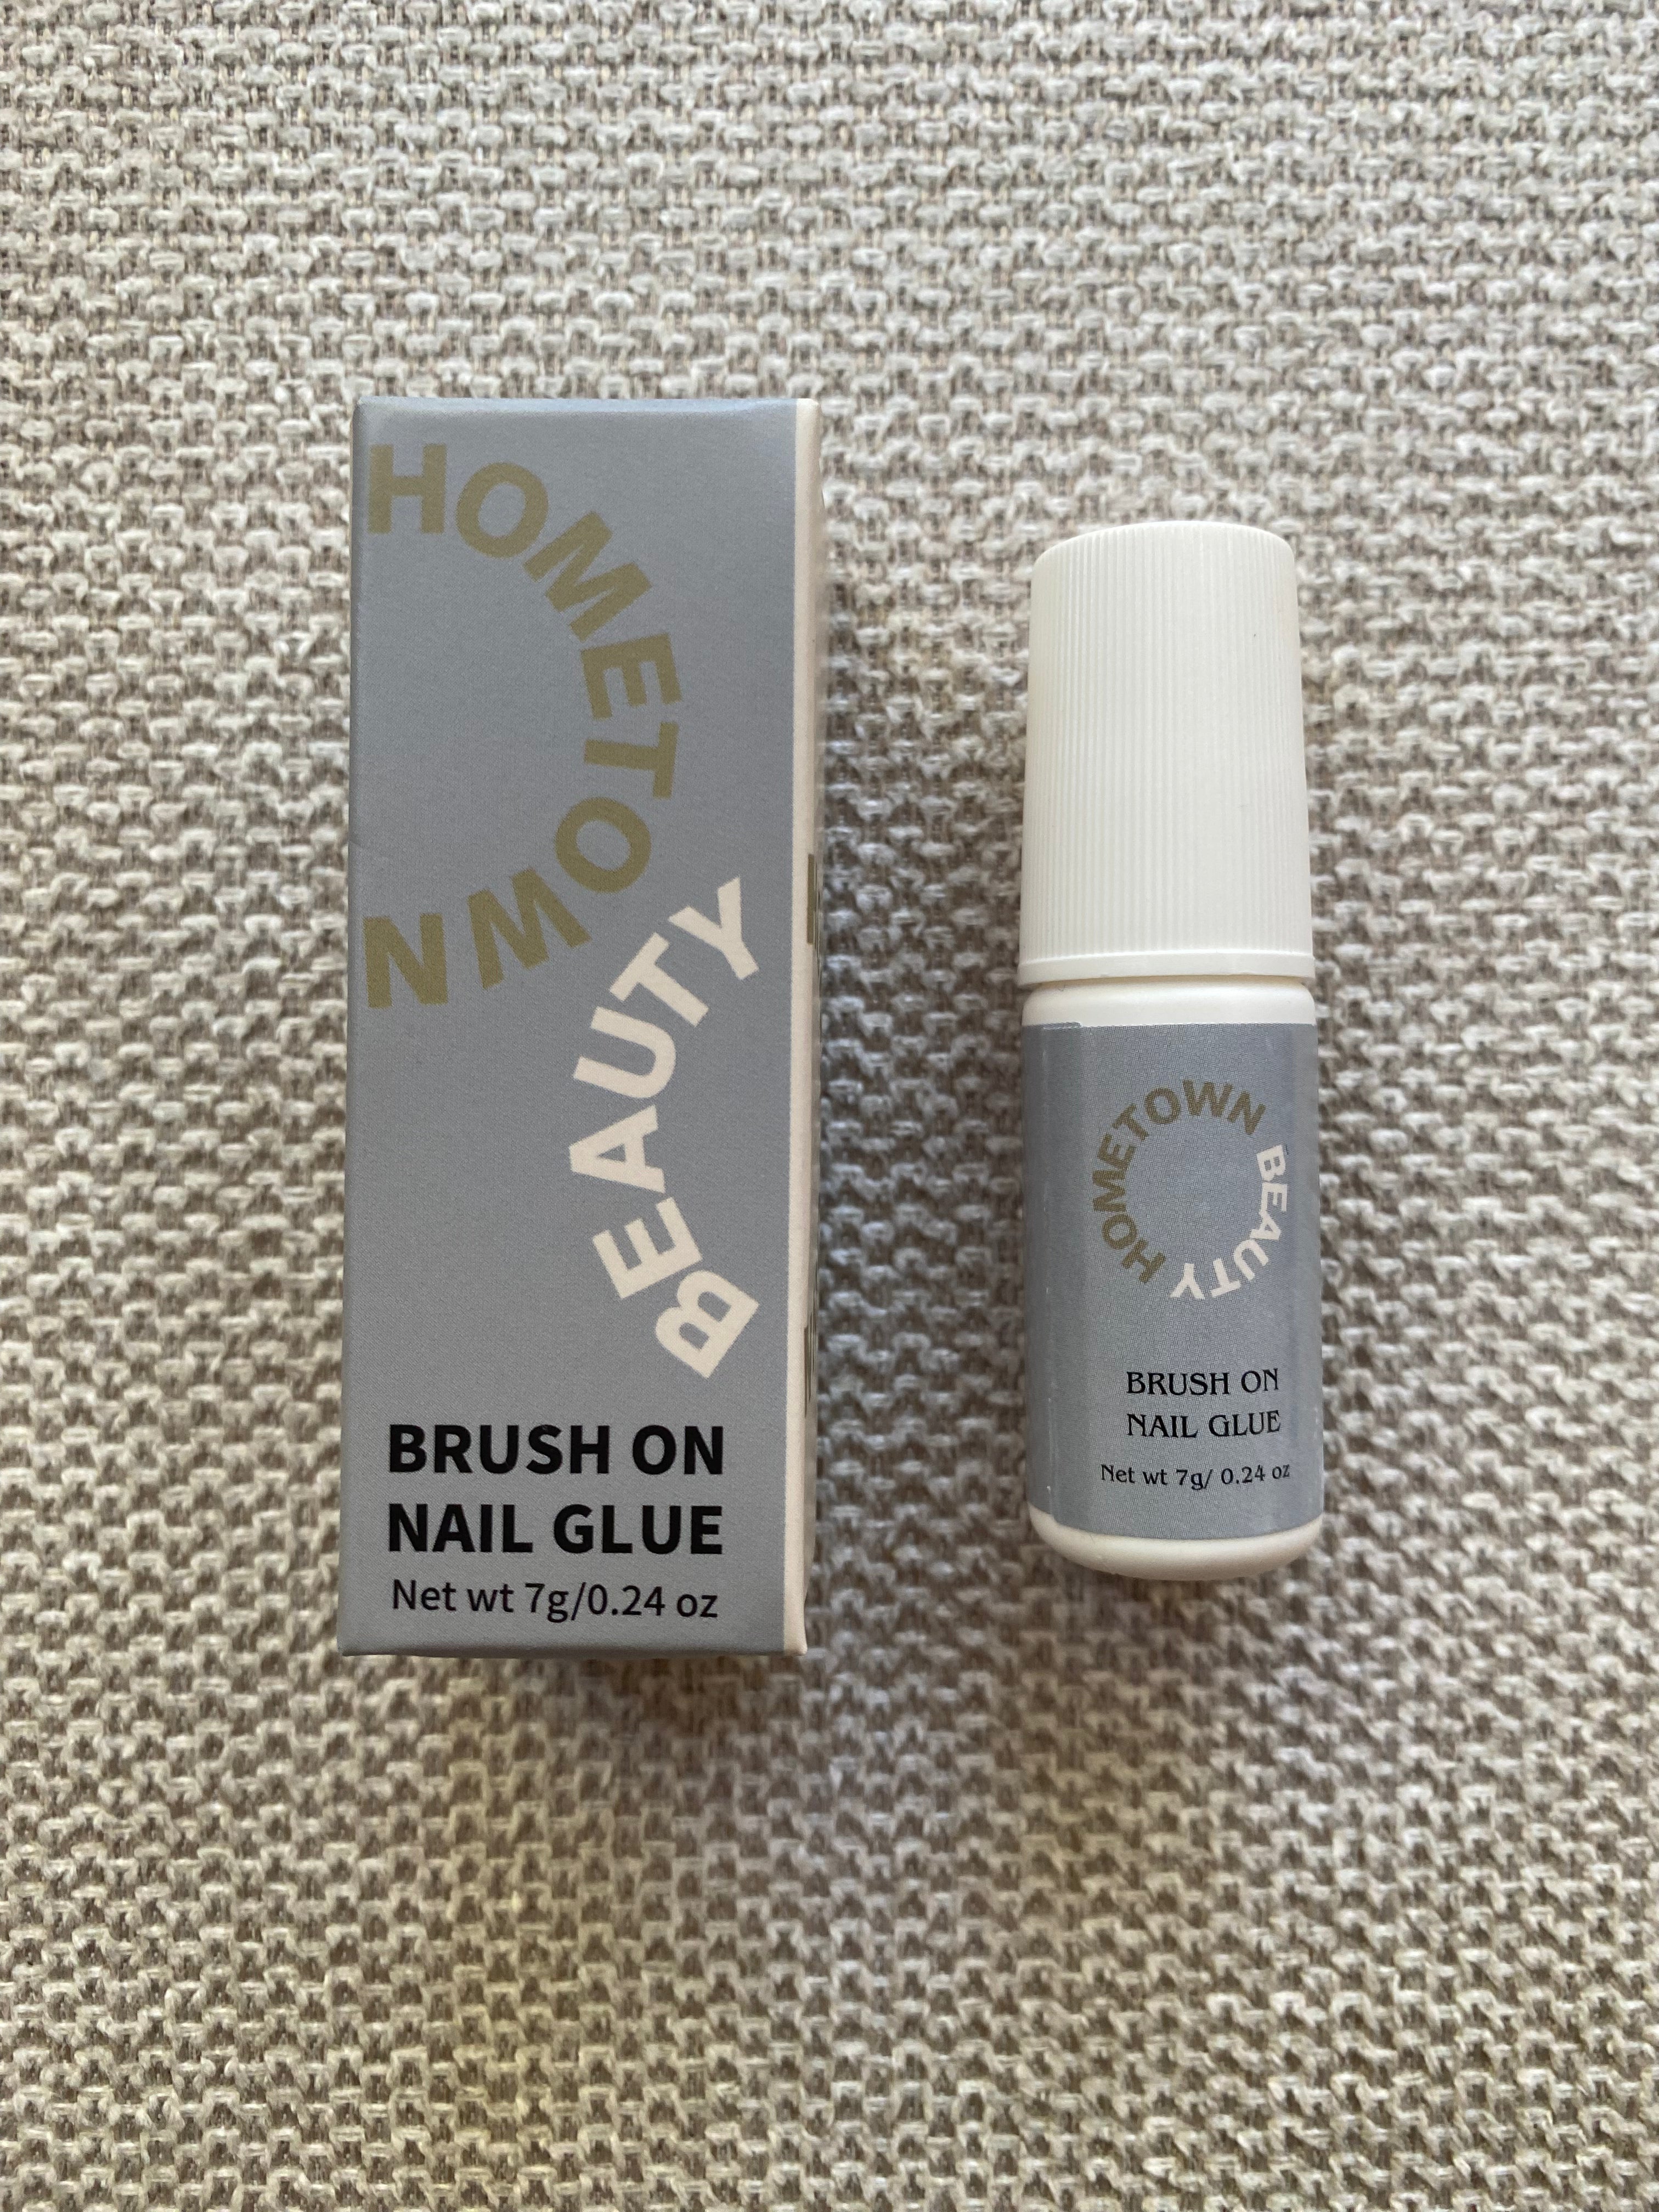 HOMETOWN
BEAUTY
BRUSH ON
NAIL GLUE
Net wt 7g/0.24 oz
HOMETOWN BEAUTY
BRUSH ON
NAIL GLUE
Net wt 7g/ 0.24 oz